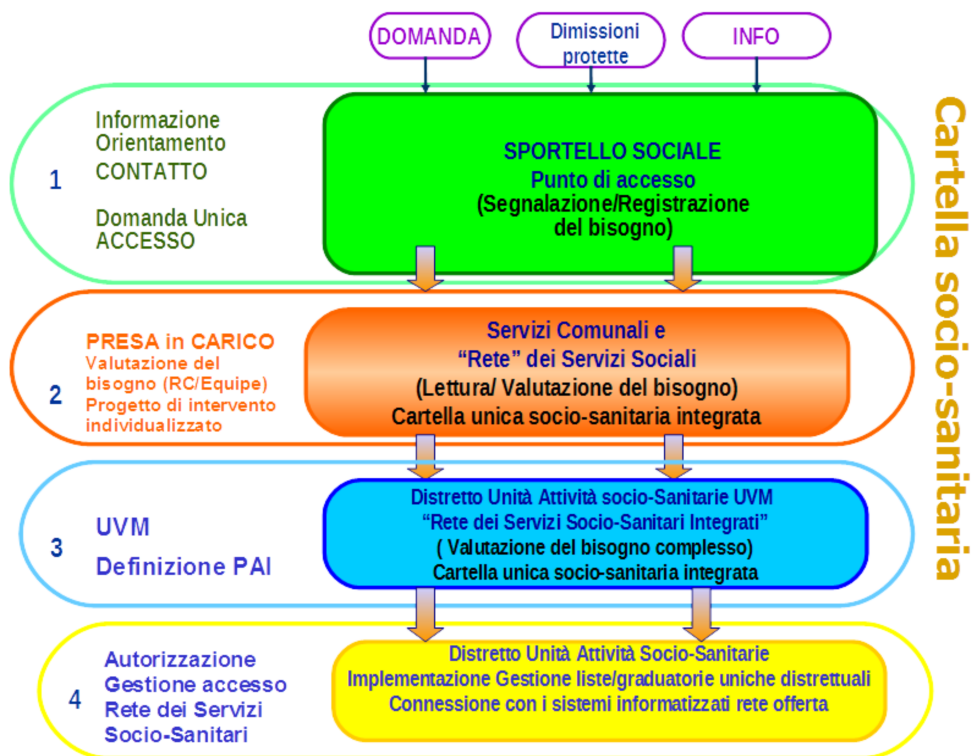 DOMANDA
Dimissioni
protette
INFO
Informazione
Orientamento
CONTATTO
1
Domanda Unica
ACCESSO
SPORTELLO SOCIALE
Punto di accesso
(Segnalazione/Registrazione
del bisogno)
PRESA in CARICO
Valutazione del
bisogno (RC/Equipe)
2
Progetto di intervento
individualizzato
Servizi Comunali e
“Rete” dei Servizi Sociali
(Lettura/ Valutazione del bisogno)
Cartella unica socio-sanitaria integrata
3
UVM
Definizione PAI
Distretto Unità Attività socio-Sanitarie UVM
“Rete dei Servizi Socio-Sanitari Integrati”
( Valutazione del bisogno complesso)
Cartella unica socio-sanitaria integrata
4
Autorizzazione
Gestione accesso
Rete dei Servizi
Socio-Sanitari
Distretto Unità Attività Socio-Sanitarie
Implementazione Gestione liste/graduatorie uniche distrettuali
Connessione con i sistemi informatizzati rete offerta
Cartella socio-sanitaria